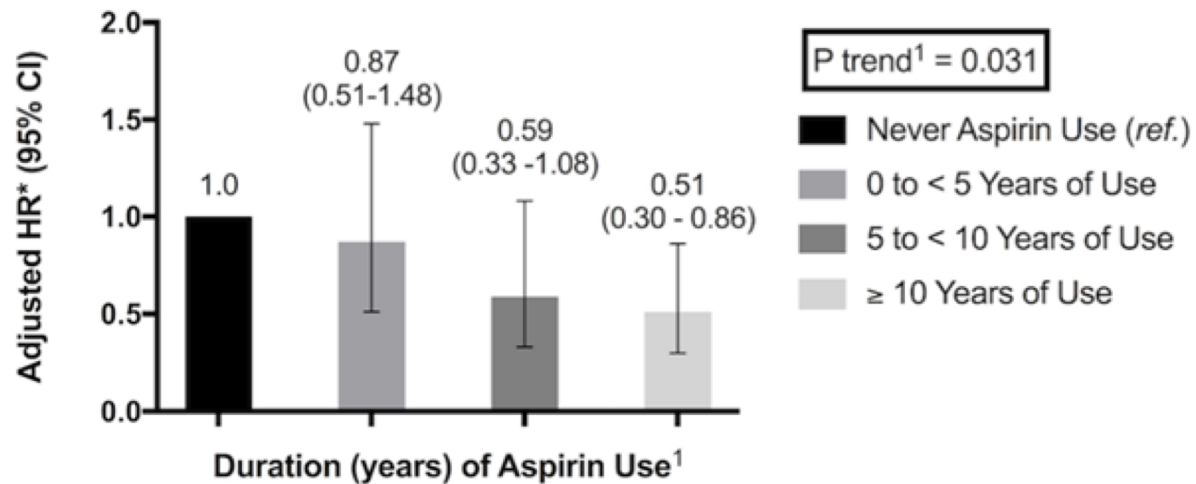 Adjusted HR* (95% CI)
2.0
1.5
1.0
0.5
0.0
1.0
0.87
(0.51-1.48)
0.59
(0.33 -1.08)
0.51
(0.30 - 0.86)
Duration (years) of Aspirin Use¹
P trend¹ = 0.031
Never Aspirin Use (ref.)
0 to < 5 Years of Use
5 to < 10 Years of Use
≥ 10 Years of Use